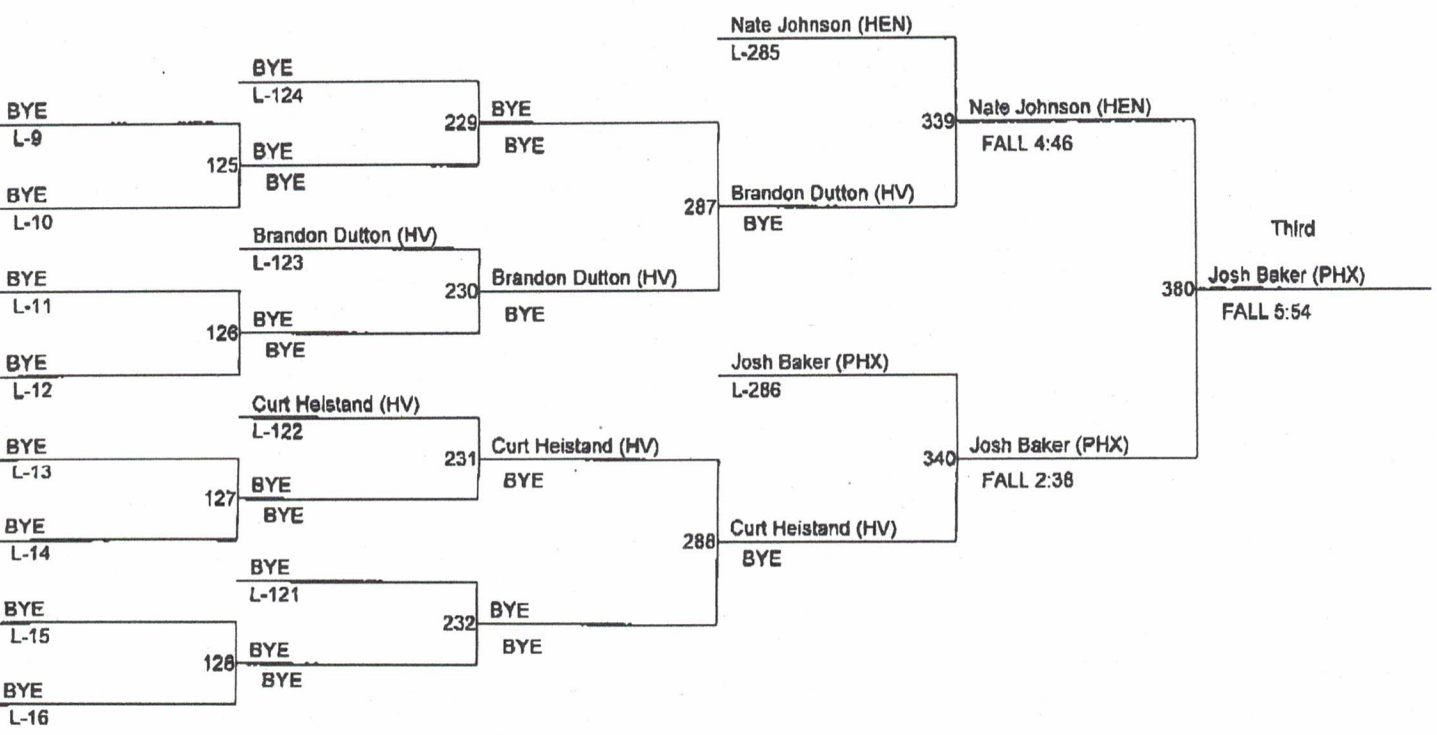 BYE
L-9
125
BYE
L-10
BYE
L-11
126
BYE
L-12
BYE
L-13
127
BYE
L-14
BYE
L-15
128
BYE
L-16
BYE
L-124
229
BYE
BYE
Brandon Dutton (HV)
L-123
230
BYE
BYE
Curt Heistand (HV)
L-122
231
BYE
BYE
BYE
L-121
232
BYE
BYE
BYE
BYE
287
Brandon Dutton (HV)
BYE
Curt Heistand (HV)
BYE
288
BYE
BYE
Nate Johnson (HEN)
L-285
339
Brandon Dutton (HV)
BYE
Josh Baker (PHX)
L-286
340
Curt Heistand (HV)
BYE
Nate Johnson (HEN)
FALL 4:46
380
Josh Baker (PHX)
FALL 2:38
Third
Josh Baker (PHX)
FALL 5:54